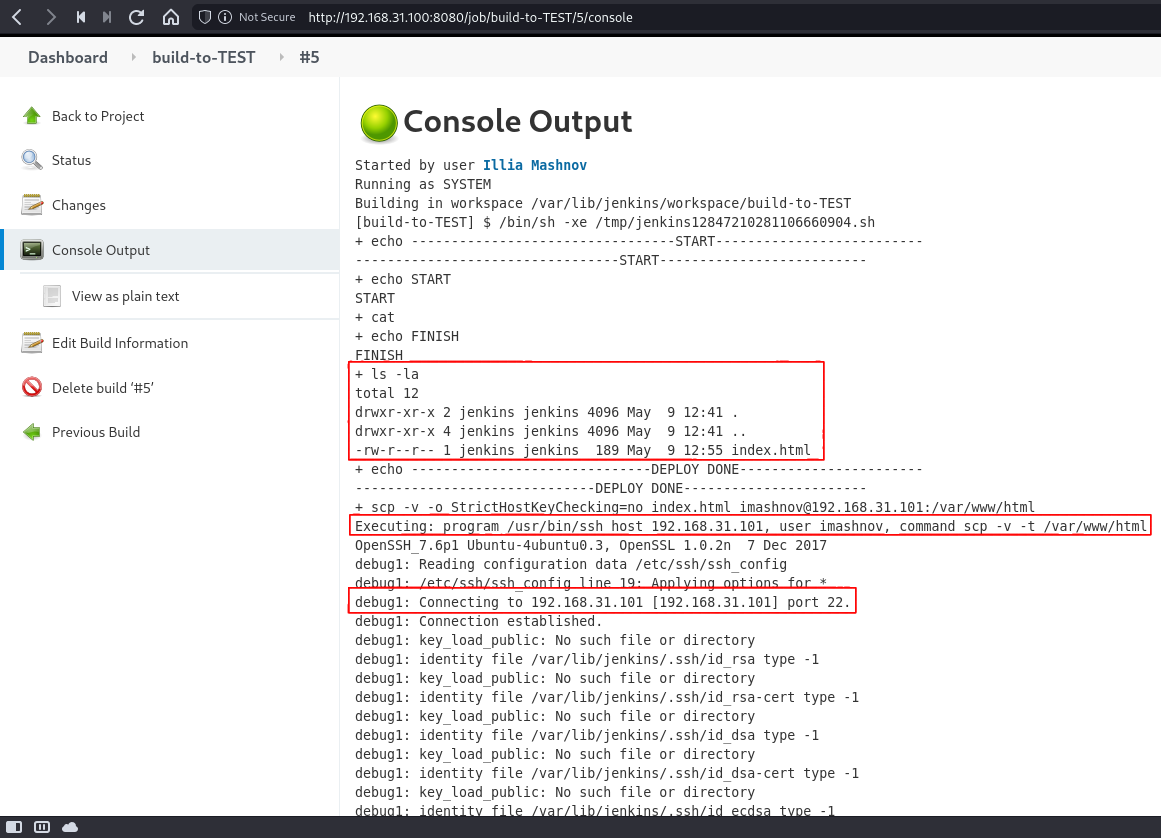 Not Secure http://192.168.31.100:8080/job/build-to-TEST/5/console
Dashboard build-to-TEST #5
Back to Project
Status
Changes
Console Output
View as plain text
Edit Build Information
Delete build ‘#5’
Previous Build
Console Output
Started by user Illia Mashnov
Running as SYSTEM
Building in workspace /var/lib/jenkins/workspace/build-to-TEST
[build-to-TEST] $ /bin/sh -xe /tmp/jenkins12847210281106660904.sh
+ echo ---------------------------------START--------------------------
---------------------------------START--------------------------
+ echo START
START
+ cat
+ echo FINISH
FINISH
+ ls -la
total 12
drwxr-xr-x 2 jenkins jenkins 4096 May  9 12:41 .
drwxr-xr-x 4 jenkins jenkins 4096 May  9 12:41 ..
-rw-r--r-- 1 jenkins jenkins  189 May  9 12:55 index.html
+ echo ------------------------------DEPLOY DONE-----------------------
------------------------------DEPLOY DONE-----------------------
+ scp -v -o StrictHostKeyChecking=no index.html imashnov@192.168.31.101:/var/www/html
Executing: program /usr/bin/ssh host 192.168.31.101, user imashnov, command scp -v -t /var/www/html
OpenSSH_7.6p1 Ubuntu-4ubuntu0.3, OpenSSL 1.0.2n  7 Dec 2017
debug1: Reading configuration data /etc/ssh/ssh_config
debug1: /etc/ssh/ssh_config line 19: Applying options for *
debug1: Connecting to 192.168.31.101 [192.168.31.101] port 22.
debug1: Connection established.
debug1: key_load_public: No such file or directory
debug1: identity file /var/lib/jenkins/.ssh/id_rsa type -1
debug1: key_load_public: No such file or directory
debug1: identity file /var/lib/jenkins/.ssh/id_rsa-cert type -1
debug1: key_load_public: No such file or directory
debug1: identity file /var/lib/jenkins/.ssh/id_dsa type -1
debug1: key_load_public: No such file or directory
debug1: identity file /var/lib/jenkins/.ssh/id_dsa-cert type -1
debug1: key_load_public: No such file or directory
debug1: identity file /var/lib/jenkins/.ssh/id_ecdsa type -1